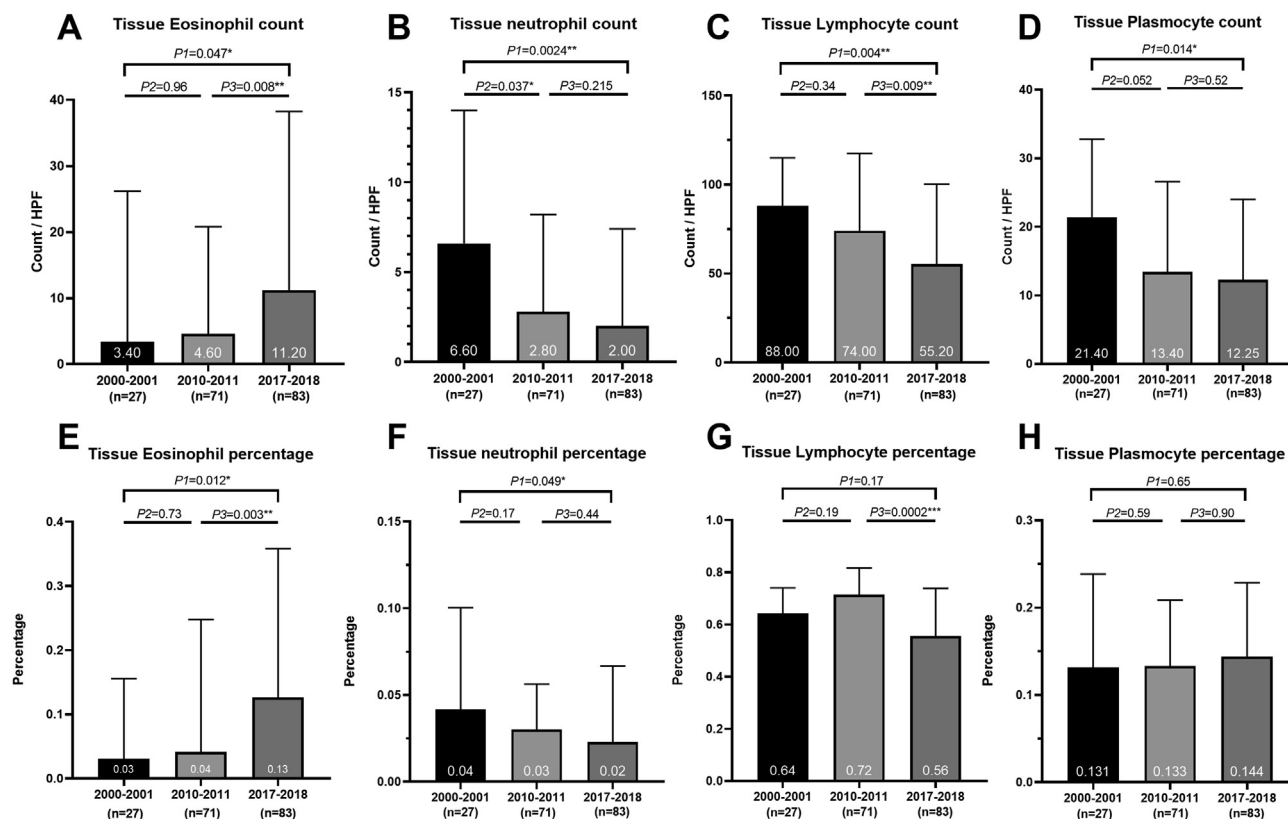 A
Tissue Eosinophil count
P1=0.047*
P2=0.96
P3=0.008**
Count / HPF
40
30
20
10
0
3.40
4.60
11.20
2000-2001
2010-2011
2017-2018
(n=27)
(n=71)
(n=83)
B
Tissue neutrophil count
P1=0.0024**
P2=0.037*
P3=0.215
Count / HPF
15
10
5
0
6.60
2.80
2.00
2000-2001
2010-2011
2017-2018
(n=27)
(n=71)
(n=83)
C
Tissue Lymphocyte count
P1=0.004**
P2=0.34
P3=0.009**
Count / HPF
150
100
50
0
88.00
74.00
55.20
2000-2001
2010-2011
2017-2018
(n=27)
(n=71)
(n=83)
D
Tissue Plasmocyte count
P1=0.014*
P2=0.052
P3=0.52
Count / HPF
40
30
20
10
0
21.40
13.40
12.25
2000-2001
2010-2011
2017-2018
(n=27)
(n=71)
(n=83)
E
Tissue Eosinophil percentage
P1=0.012*
P2=0.73
P3=0.003**
Percentage
0.4
0.3
0.2
0.1
0.0
0.03
0.04
0.13
2000-2001
2010-2011
2017-2018
(n=27)
(n=71)
(n=83)
F
Tissue neutrophil percentage
P1=0.049*
P2=0.17
P3=0.44
Percentage
0.15
0.10
0.05
0.00
0.04
0.03
0.02
2000-2001
2010-2011
2017-2018
(n=27)
(n=71)
(n=83)
G
Tissue Lymphocyte percentage
P1=0.17
P2=0.19
P3=0.0002***
Percentage
1.0
0.8
0.6
0.4
0.2
0.0
0.64
0.72
0.56
2000-2001
2010-2011
2017-2018
(n=27)
(n=71)
(n=83)
H
Tissue Plasmocyte percentage
P1=0.65
P2=0.59
P3=0.90
Percentage
0.3
0.2
0.1
0.0
0.131
0.133
0.144
2000-2001
2010-2011
2017-2018
(n=27)
(n=71)
(n=83)